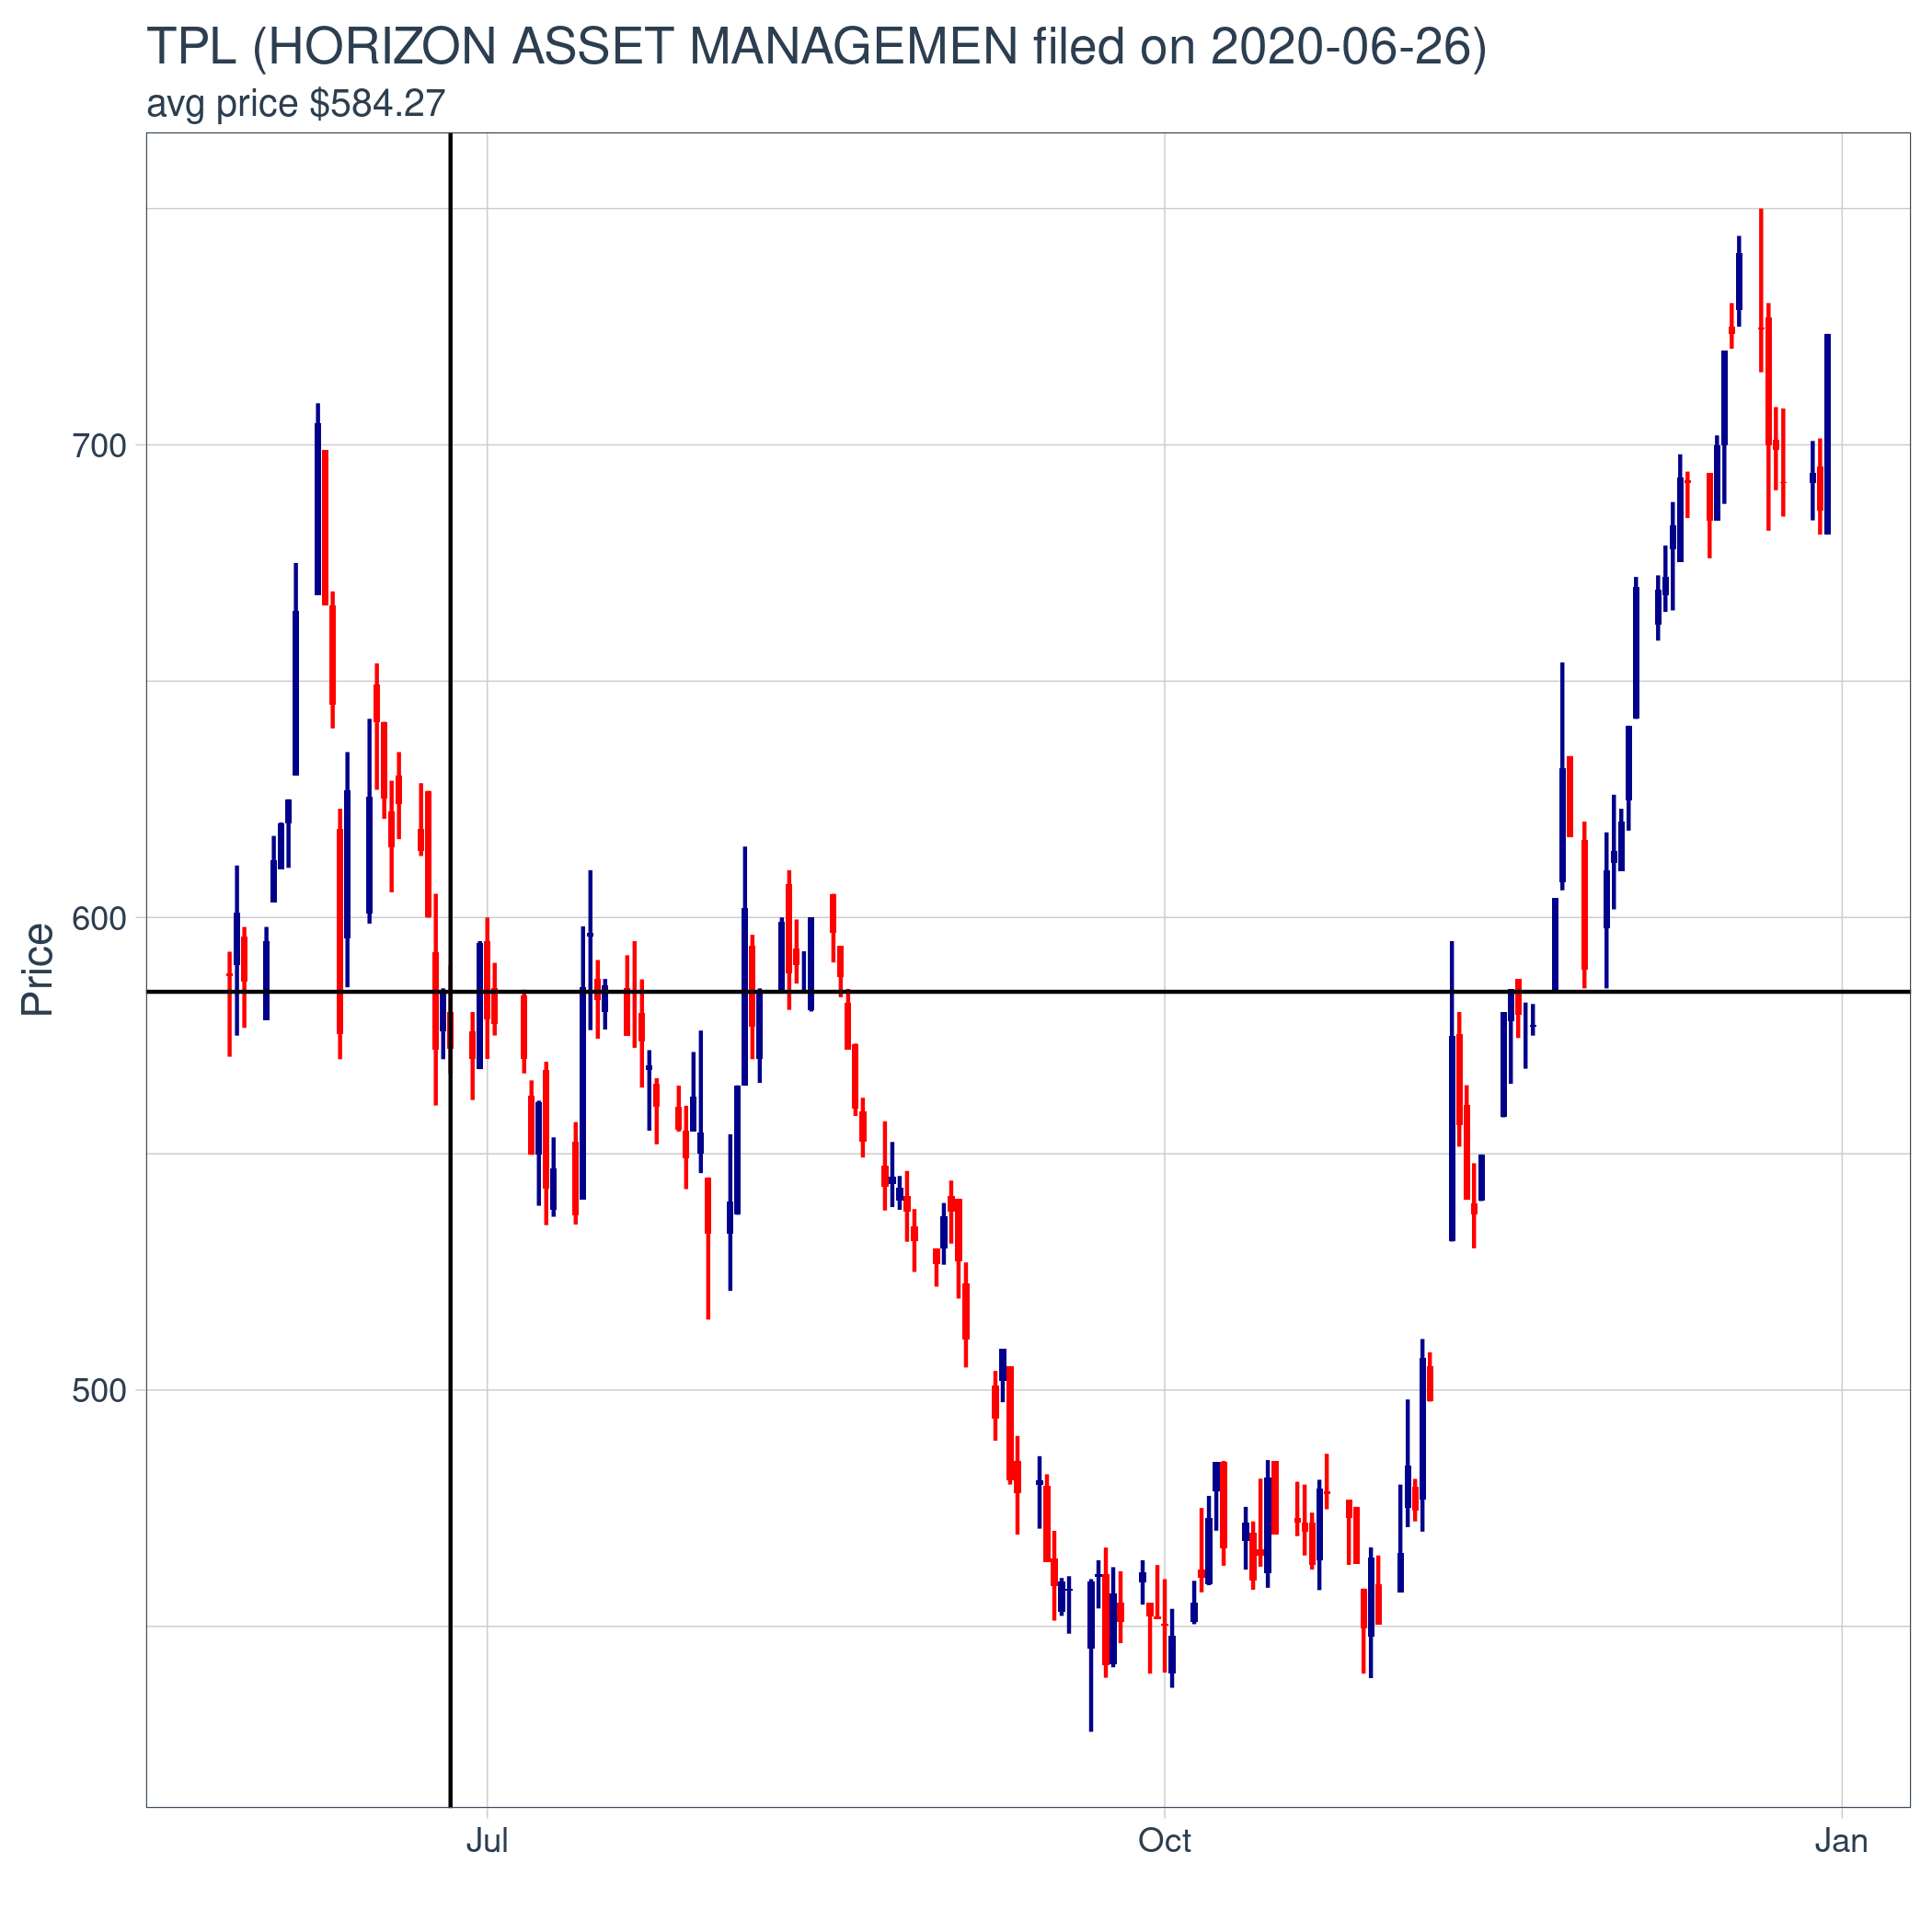 TPL (HORIZON ASSET MANAGEMEN filed on 2020-06-26)
avg price $584.27
Price
700
600
500
Jul
Oct
Jan